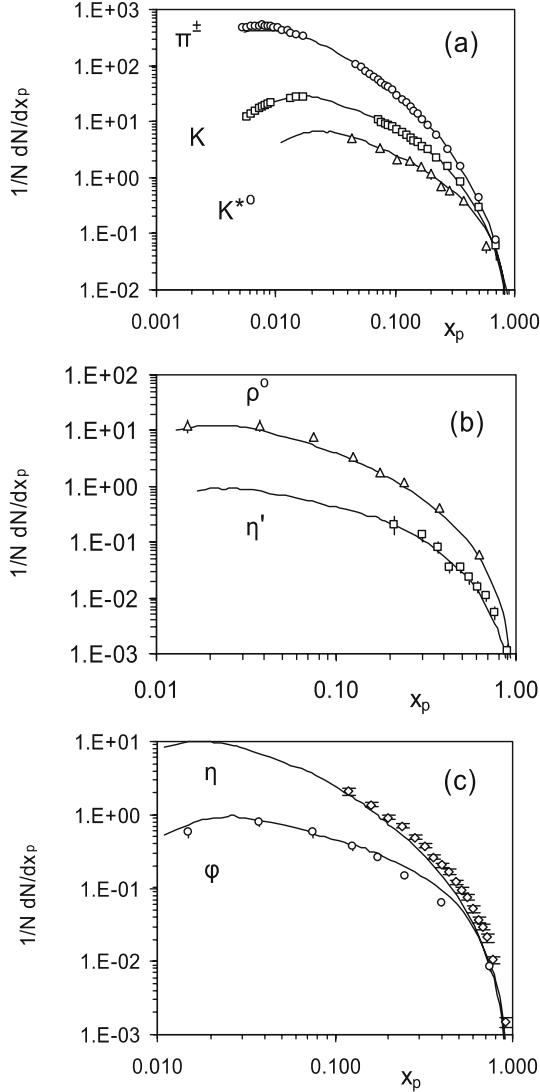 1.E+04
1.E+03
1.E+02
1.E+01
1.E+00
1.E-01
1.E-02
1/N dN/dxp
π±
K
K*o
(a)
0.001 0.010 0.100 1.000
xp
1.E+02
1.E+01
1.E+00
1.E-01
1.E-02
1.E-03
1/N dN/dxp
ρo
η'
(b)
0.01 0.10 1.00
xp
1.E+01
1.E+00
1.E-01
1.E-02
1.E-03
1/N dN/dxp
η
φ
(c)
0.010 0.100 1.000
xp